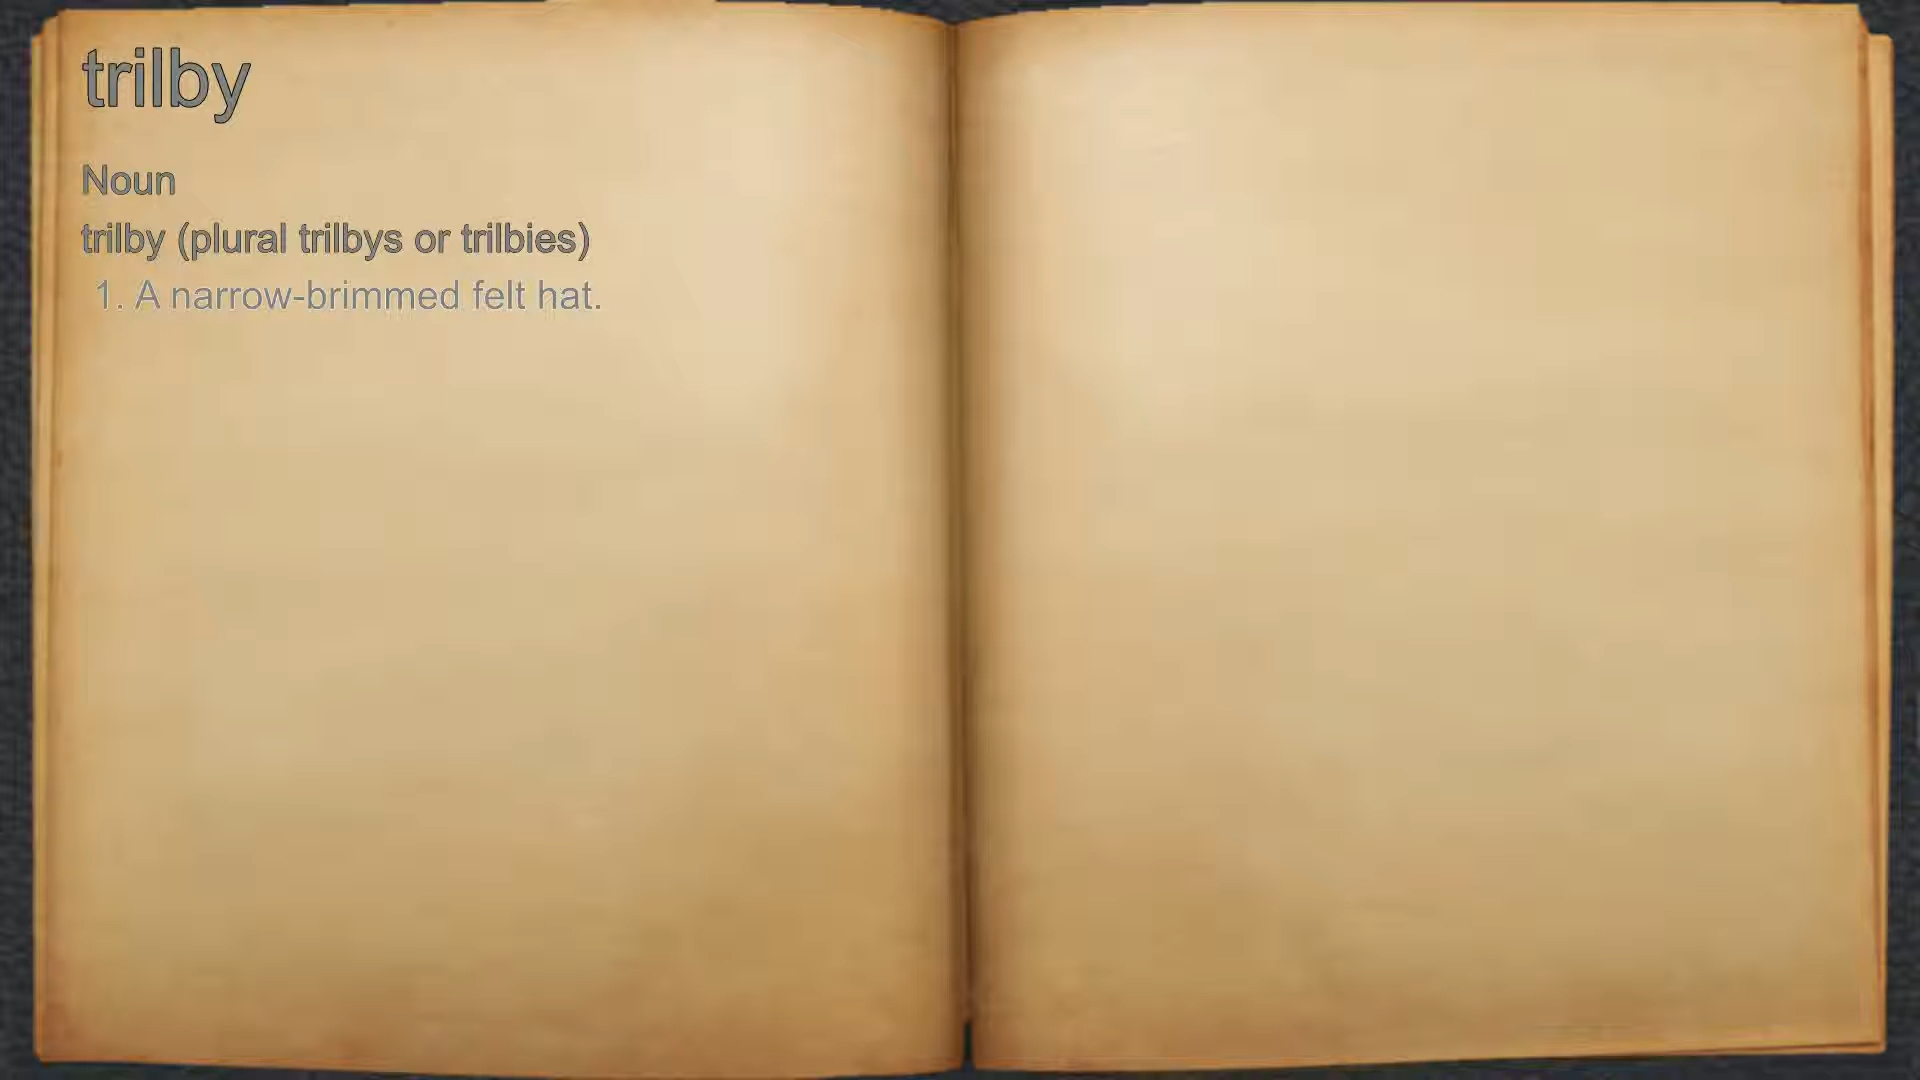 trilby
Noun
trilby (plural trilbys or trilbies)
1. A narrow-brimmed felt hat.